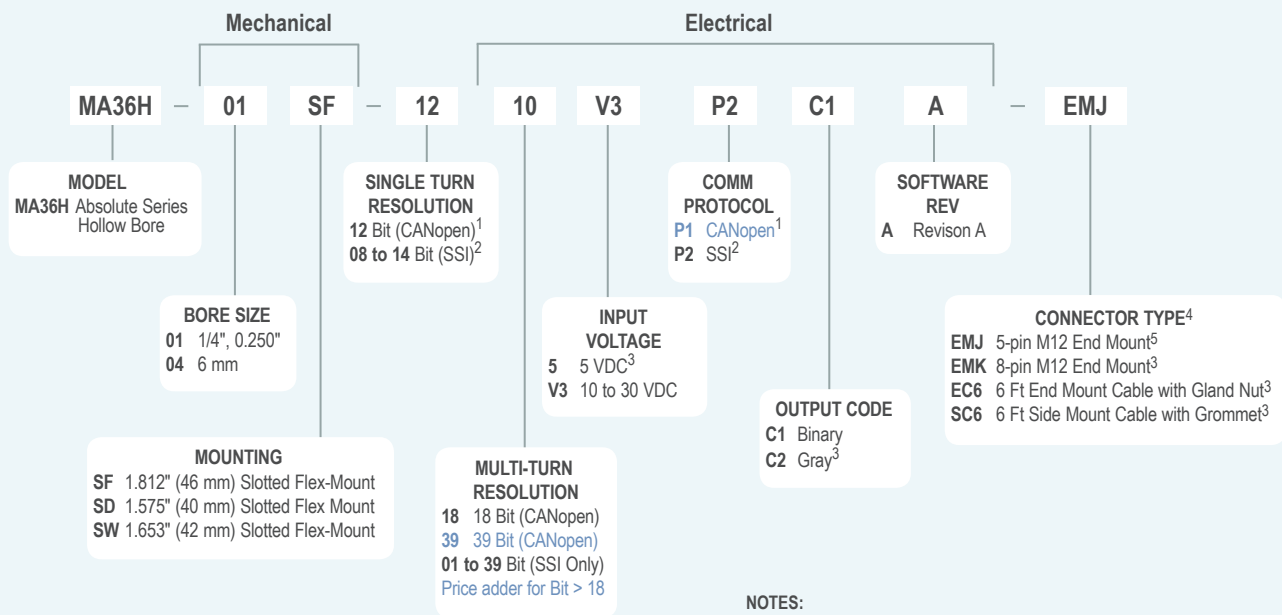 Mechanical
Electrical
MA36H – 01 SF – 12 10 V3 P2 C1 A – EMJ
MODEL
MA36H Absolute Series
Hollow Bore
BORE SIZE
01 1/4", 0.250"
04 6 mm
MOUNTING
SF 1.812" (46 mm) Slotted Flex-Mount
SD 1.575" (40 mm) Slotted Flex Mount
SW 1.653" (42 mm) Slotted Flex-Mount
SINGLE TURN
RESOLUTION
12 Bit (CANopen)1
08 to 14 Bit (SSI)2
MULTI-TURN
RESOLUTION
18 18 Bit (CANopen)
39 39 Bit (CANopen)
01 to 39 Bit (SSI Only)
Price adder for Bit > 18
INPUT
VOLTAGE
5 5 VDC3
V3 10 to 30 VDC
COMM
PROTOCOL
P1 CANopen1
P2 SSI2
OUTPUT CODE
C1 Binary
C2 Gray3
SOFTWARE
REV
A Revison A
CONNECTOR TYPE4
EMJ 5-pin M12 End Mount5
EMK 8-pin M12 End Mount3
EC6 6 Ft End Mount Cable with Gland Nut3
SC6 6 Ft Side Mount Cable with Grommet3
NOTES: